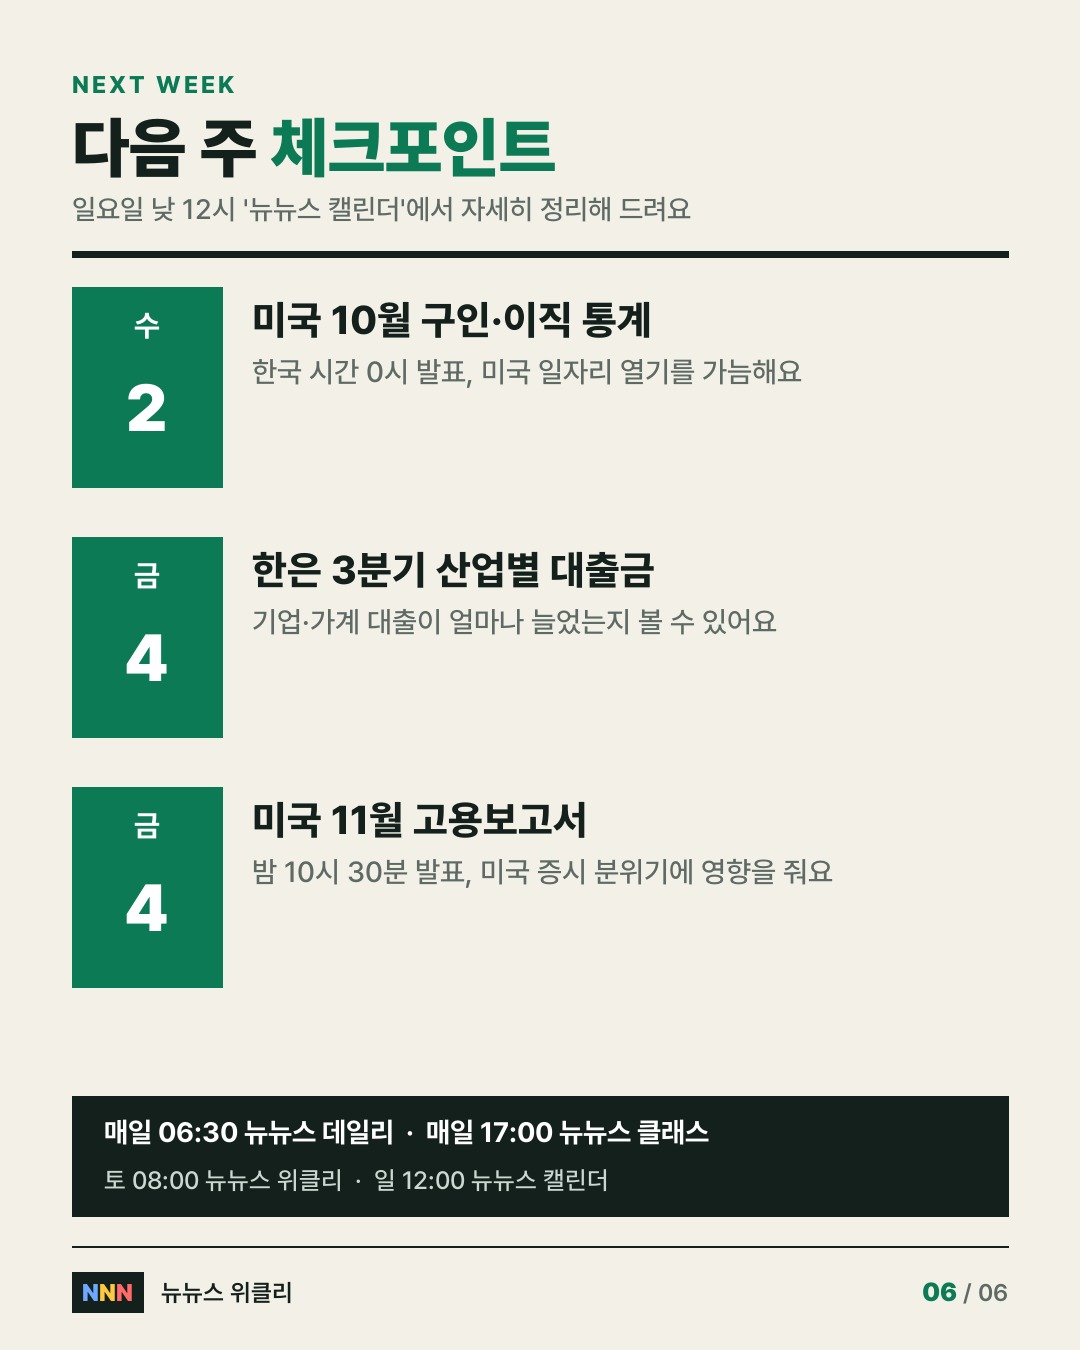 NEXT WEEK
다음 주 체크포인트
일요일 낮 12시 '뉴뉴스 캘린더'에서 자세히 정리해 드려요
수
2
미국 10월 구인·이직 통계
한국 시간 0시 발표, 미국 일자리 열기를 가늠해요
금
4
한은 3분기 산업별 대출금
기업·가계 대출이 얼마나 늘었는지 볼 수 있어요
금
4
미국 11월 고용보고서
밤 10시 30분 발표, 미국 증시 분위기에 영향을 줘요
매일 06:30 뉴뉴스 데일리 · 매일 17:00 뉴뉴스 클래스
토 08:00 뉴뉴스 위클리 · 일 12:00 뉴뉴스 캘린더
NNN 뉴뉴스 위클리
06 / 06